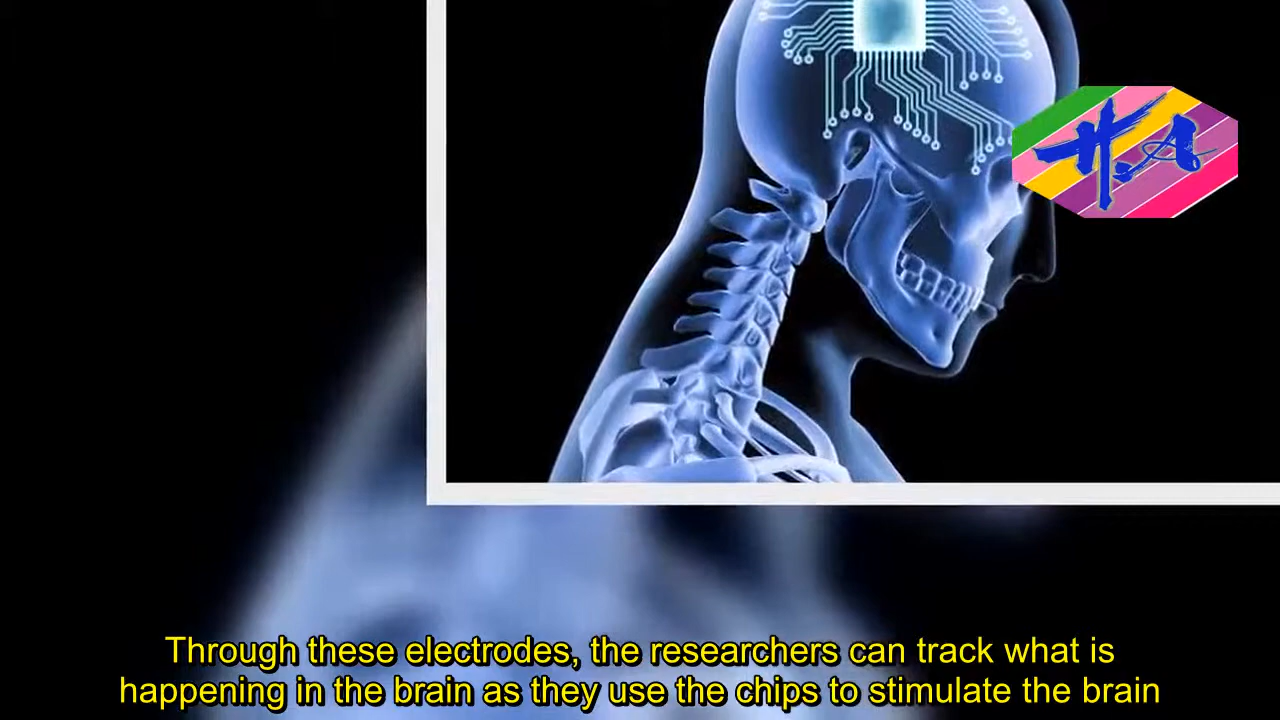 H.A
Through these electrodes, the researchers can track what is
happening in the brain as they use the chips to stimulate the brain